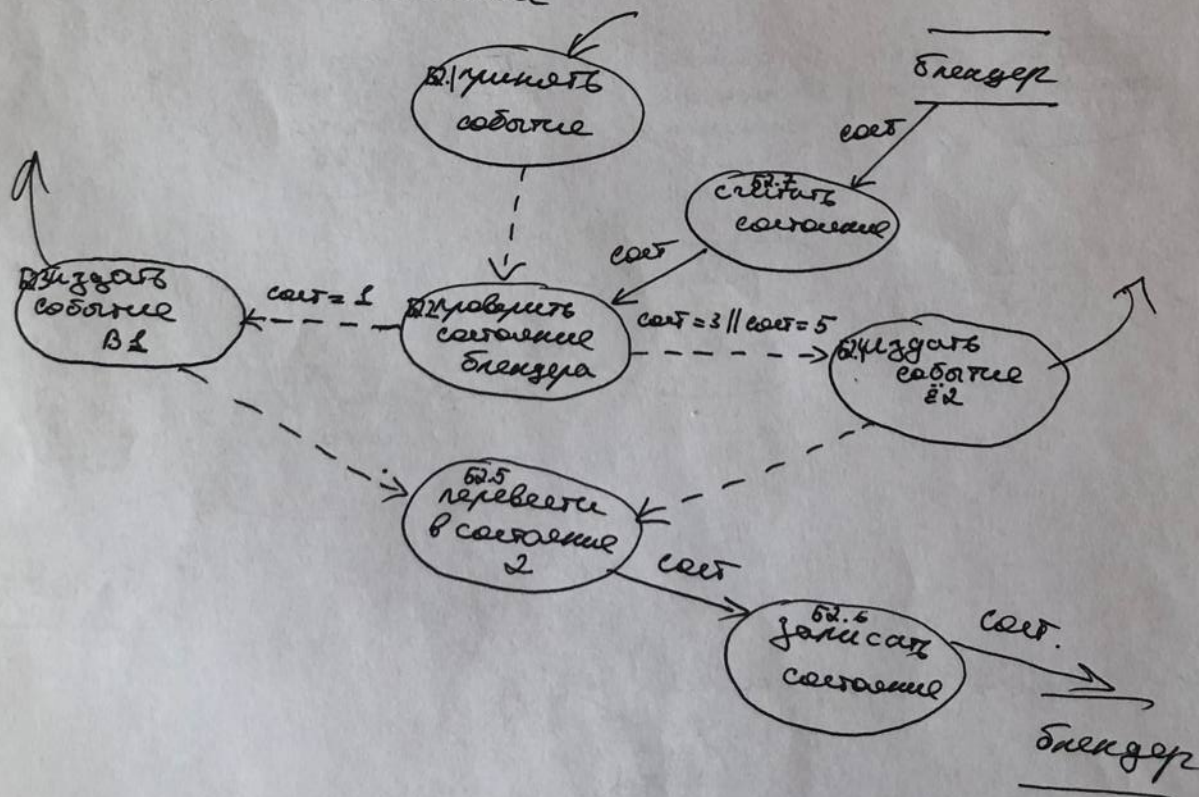 Б2.1 принять
событие
блендер
сост
Б2.7
считать
состояние
сост
Б2.3 издать
событие
В1
сост = 1
Б2.2 проверить
состояние
блендера
сост = 3 || сост = 5
Б2.4 издать
событие
Ё2
Б2.5
перевести
в состояние
2
сост
Б2.6
записать
состояние
сост.
блендер